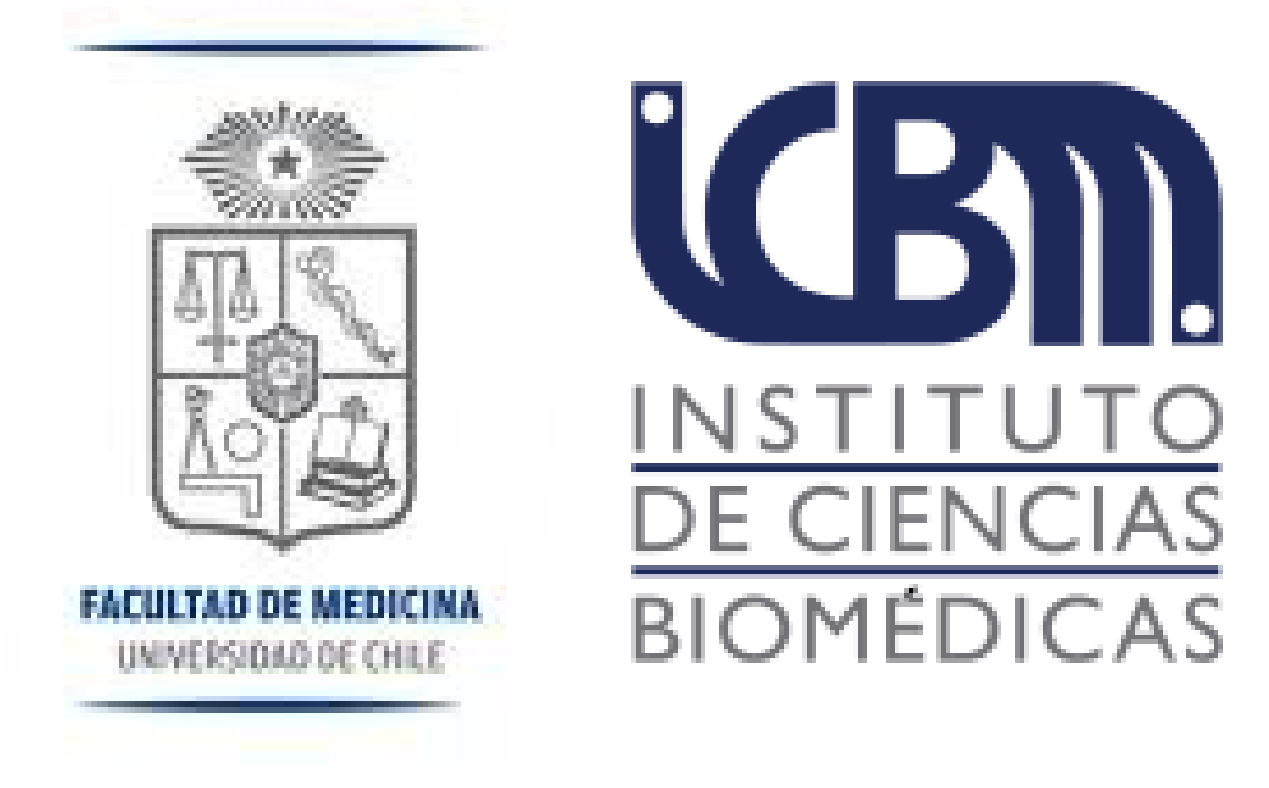 FACULTAD DE MEDICINA
UNIVERSIDAD DE CHILE
ICBM
INSTITUTO
DE CIENCIAS
BIOMÉDICAS